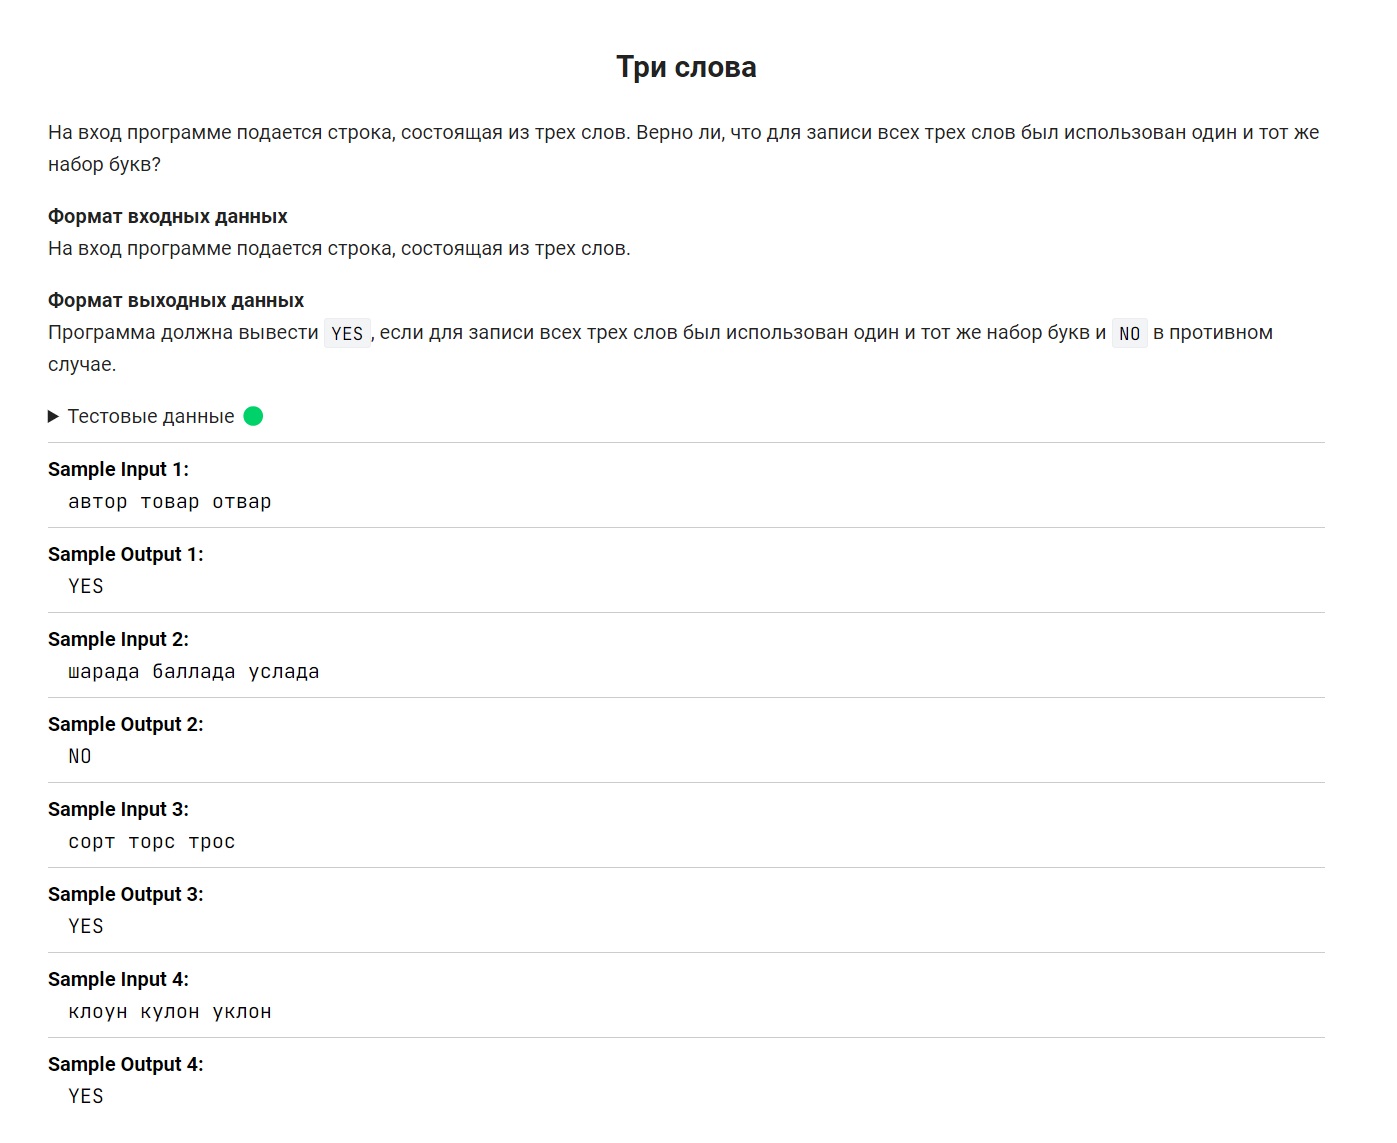 Три слова
На вход программе подается строка, состоящая из трех слов. Верно ли, что для записи всех трех слов был использован один и тот же
набор букв?
Формат входных данных
На вход программе подается строка, состоящая из трех слов.
Формат выходных данных
Программа должна вывести YES, если для записи всех трех слов был использован один и тот же набор букв и NO в противном
случае.
Тестовые данные
Sample Input 1:
автор товар отвар
Sample Output 1:
YES
Sample Input 2:
шарада баллада услада
Sample Output 2:
NO
Sample Input 3:
сорт торс трос
Sample Output 3:
YES
Sample Input 4:
клоун кулон уклон
Sample Output 4:
YES